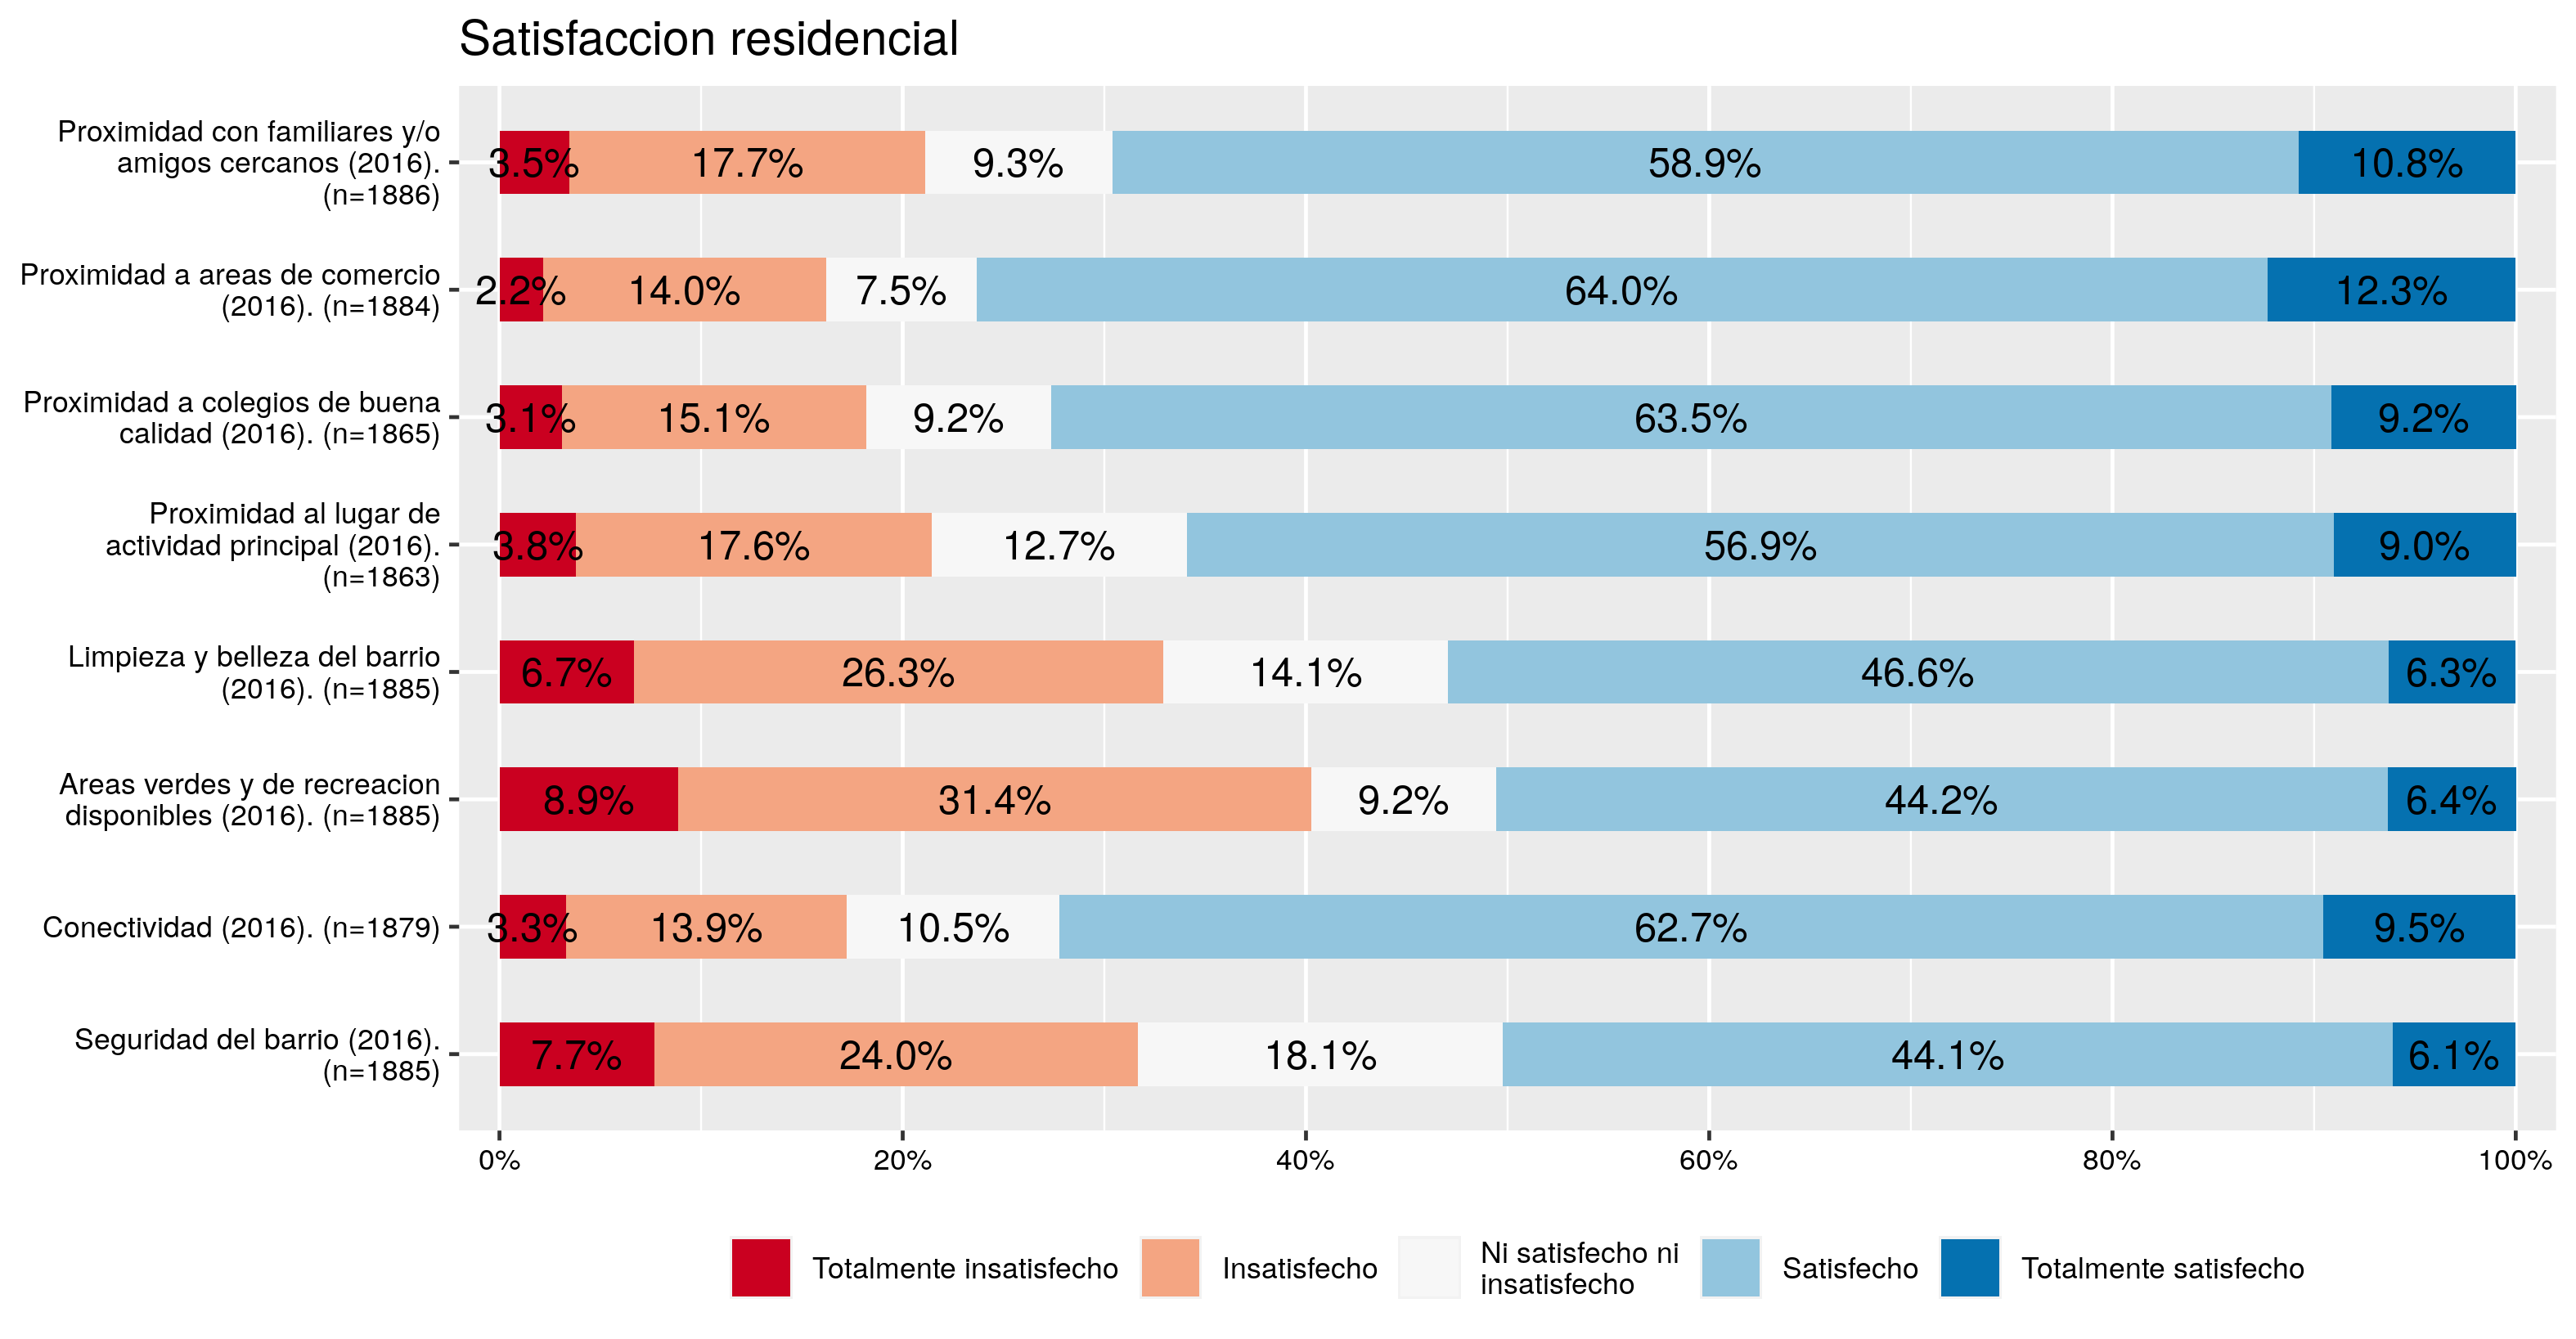 Satisfaccion residencial
Proximidad con familiares y/o
amigos cercanos (2016).
(n=1886)
3.5% 17.7% 9.3% 58.9% 10.8%
Proximidad a areas de comercio
(2016). (n=1884)
2.2% 14.0% 7.5% 64.0% 12.3%
Proximidad a colegios de buena
calidad (2016). (n=1865)
3.1% 15.1% 9.2% 63.5% 9.2%
Proximidad al lugar de
actividad principal (2016).
(n=1863)
3.8% 17.6% 12.7% 56.9% 9.0%
Limpieza y belleza del barrio
(2016). (n=1885)
6.7% 26.3% 14.1% 46.6% 6.3%
Areas verdes y de recreacion
disponibles (2016). (n=1885)
8.9% 31.4% 9.2% 44.2% 6.4%
Conectividad (2016). (n=1879)
3.3% 13.9% 10.5% 62.7% 9.5%
Seguridad del barrio (2016).
(n=1885)
7.7% 24.0% 18.1% 44.1% 6.1%
0% 20% 40% 60% 80% 100%
Totalmente insatisfecho
Insatisfecho
Ni satisfecho ni
insatisfecho
Satisfecho
Totalmente satisfecho